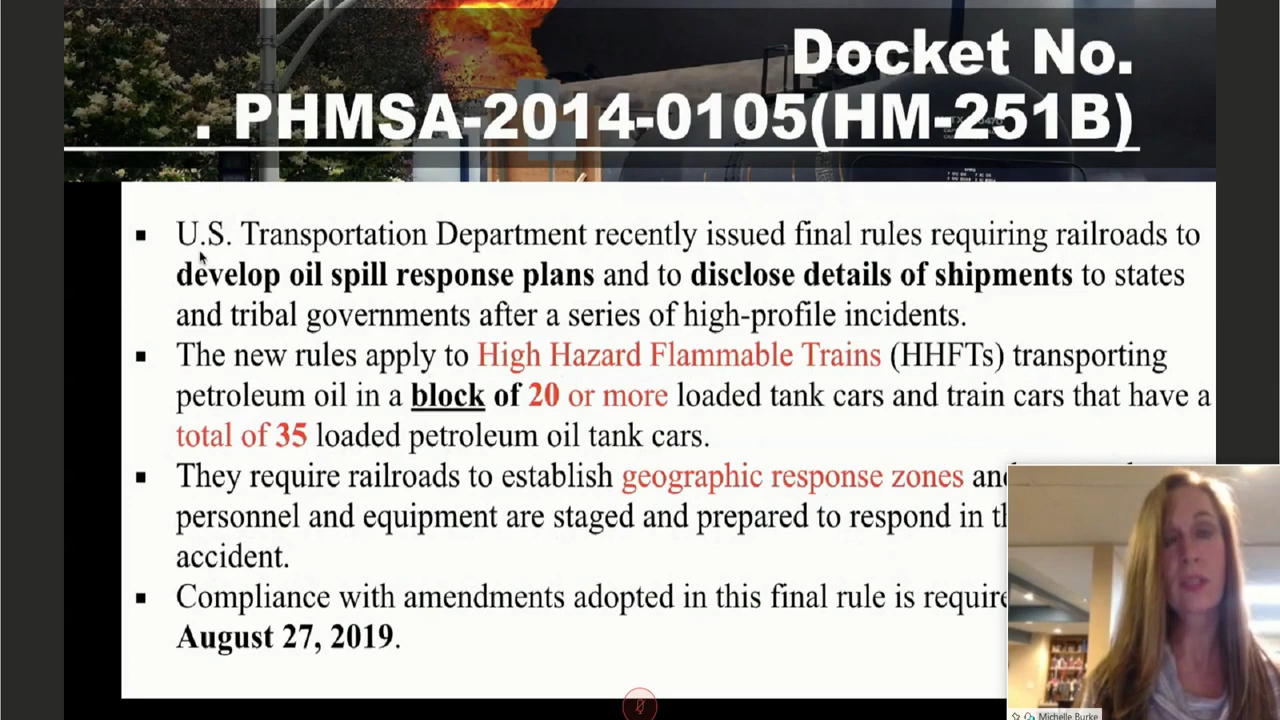 Docket No.
. PHMSA-2014-0105(HM-251B)
▪ U.S. Transportation Department recently issued final rules requiring railroads to
develop oil spill response plans and to disclose details of shipments to states
and tribal governments after a series of high-profile incidents.
▪ The new rules apply to High Hazard Flammable Trains (HHFTs) transporting
petroleum oil in a block of 20 or more loaded tank cars and train cars that have a
total of 35 loaded petroleum oil tank cars.
▪ They require railroads to establish geographic response zones
personnel and equipment are staged and prepared to respond in
accident.
▪ Compliance with amendments adopted in this final rule is
August 27, 2019.
Michelle Burke